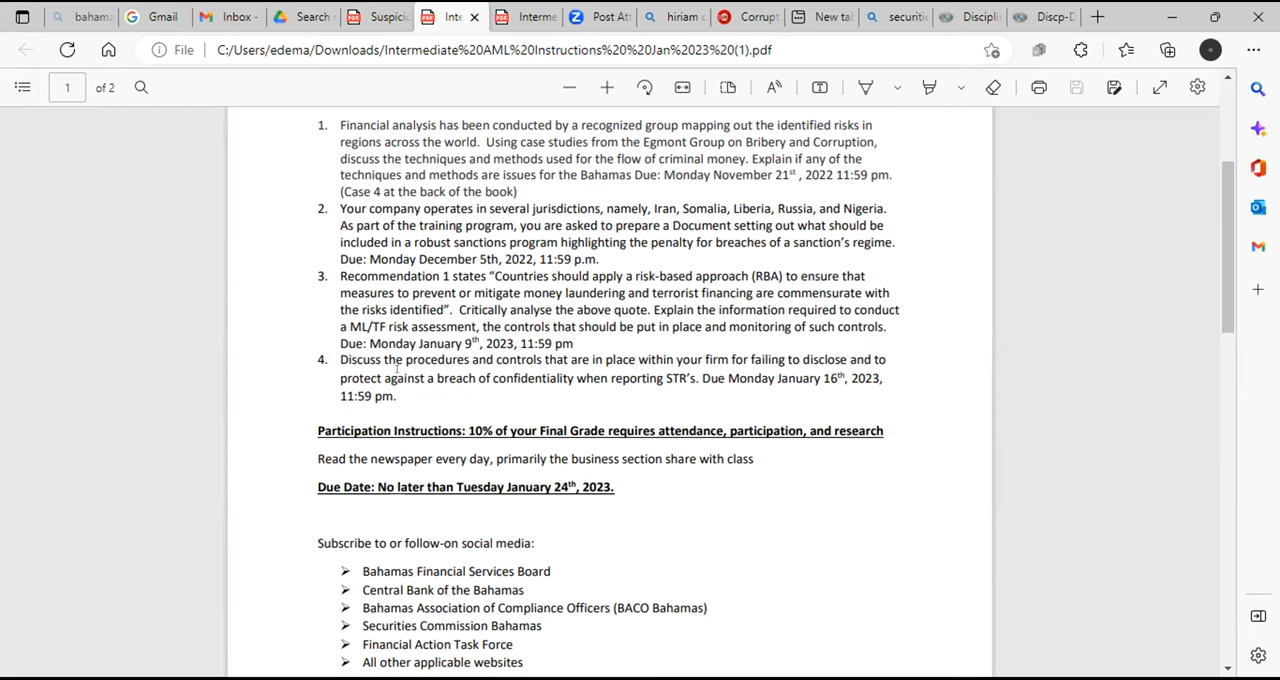 baham
Gmail
Inbox -
Search
Suspici
Inte
Interme
Post Att
hiriam c
Corrupt
New tal
securiti
Discipli
Discp-D
File
C:/Users/edema/Downloads/Intermediate%20AML%20Instructions%20%20Jan%2023%20(1).pdf
1
of 2
1. Financial analysis has been conducted by a recognized group mapping out the identified risks in
regions across the world.  Using case studies from the Egmont Group on Bribery and Corruption,
discuss the techniques and methods used for the flow of criminal money. Explain if any of the
techniques and methods are issues for the Bahamas Due: Monday November 21st , 2022 11:59 pm.
(Case 4 at the back of the book)
2. Your company operates in several jurisdictions, namely, Iran, Somalia, Liberia, Russia, and Nigeria.
As part of the training program, you are asked to prepare a Document setting out what should be
included in a robust sanctions program highlighting the penalty for breaches of a sanction's regime.
Due: Monday December 5th, 2022, 11:59 p.m.
3. Recommendation 1 states “Countries should apply a risk-based approach (RBA) to ensure that
measures to prevent or mitigate money laundering and terrorist financing are commensurate with
the risks identified”.  Critically analyse the above quote. Explain the information required to conduct
a ML/TF risk assessment, the controls that should be put in place and monitoring of such controls.
Due: Monday January 9th, 2023, 11:59 pm
4. Discuss the procedures and controls that are in place within your firm for failing to disclose and to
protect against a breach of confidentiality when reporting STR's. Due Monday January 16th, 2023,
11:59 pm.
Participation Instructions: 10% of your Final Grade requires attendance, participation, and research
Read the newspaper every day, primarily the business section share with class
Due Date: No later than Tuesday January 24th, 2023.
Subscribe to or follow-on social media:
➢ Bahamas Financial Services Board
➢ Central Bank of the Bahamas
➢ Bahamas Association of Compliance Officers (BACO Bahamas)
➢ Securities Commission Bahamas
➢ Financial Action Task Force
➢ All other applicable websites